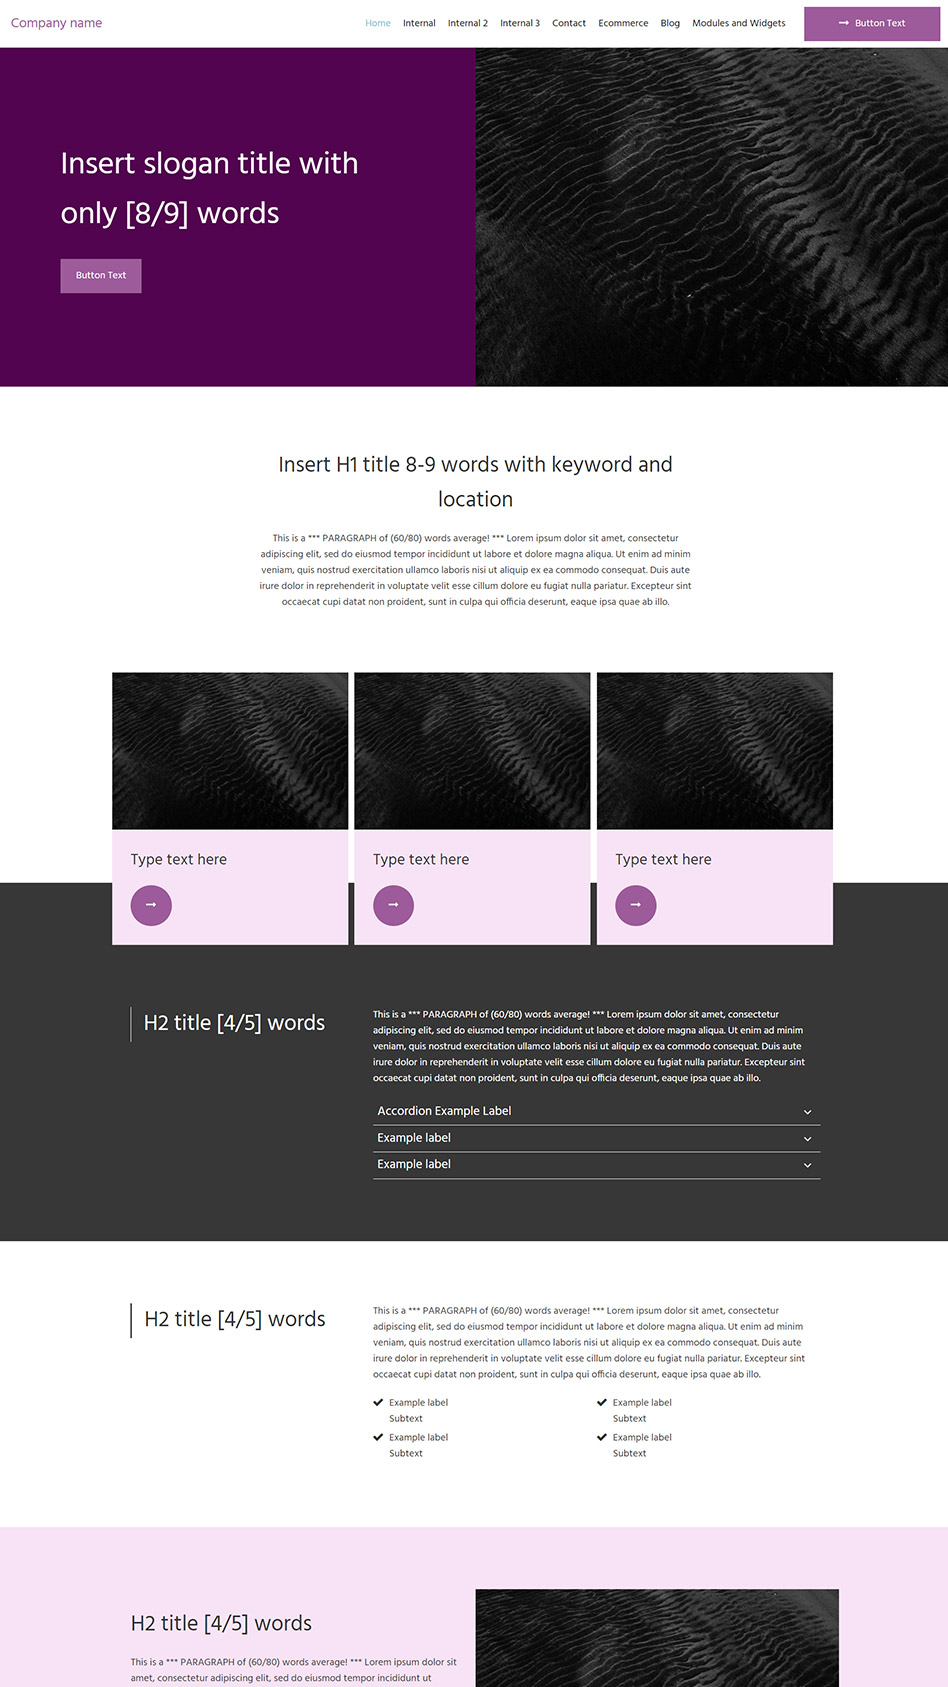 Company name
Home Internal Internal 2 Internal 3 Contact Ecommerce Blog Modules and Widgets
Button Text
Insert slogan title with
only [8/9] words
Button Text
Insert H1 title 8-9 words with keyword and
location
This is a *** PARAGRAPH of (60/80) words average! *** Lorem ipsum dolor sit amet, consectetur
adipiscing elit, sed do eiusmod tempor incididunt ut labore et dolore magna aliqua. Ut enim ad minim
veniam, quis nostrud exercitation ullamco laboris nisi ut aliquip ex ea commodo consequat. Duis aute
irure dolor in reprehenderit in voluptate velit esse cillum dolore eu fugiat nulla pariatur. Excepteur sint
occaecat cupi datat non proident, sunt in culpa qui officia deserunt, eaque ipsa quae ab illo.
Type text here
Type text here
Type text here
H2 title [4/5] words
This is a *** PARAGRAPH of (60/80) words average! *** Lorem ipsum dolor sit amet, consectetur
adipiscing elit, sed do eiusmod tempor incididunt ut labore et dolore magna aliqua. Ut enim ad minim
veniam, quis nostrud exercitation ullamco laboris nisi ut aliquip ex ea commodo consequat. Duis aute
irure dolor in reprehenderit in voluptate velit esse cillum dolore eu fugiat nulla pariatur. Excepteur sint
occaecat cupi datat non proident, sunt in culpa qui officia deserunt, eaque ipsa quae ab illo.
Accordion Example Label
Example label
Example label
H2 title [4/5] words
This is a *** PARAGRAPH of (60/80) words average! *** Lorem ipsum dolor sit amet, consectetur
adipiscing elit, sed do eiusmod tempor incididunt ut labore et dolore magna aliqua. Ut enim ad minim
veniam, quis nostrud exercitation ullamco laboris nisi ut aliquip ex ea commodo consequat. Duis aute
irure dolor in reprehenderit in voluptate velit esse cillum dolore eu fugiat nulla pariatur. Excepteur sint
occaecat cupi datat non proident, sunt in culpa qui officia deserunt, eaque ipsa quae ab illo.
Example label
Subtext
Example label
Subtext
Example label
Subtext
Example label
Subtext
H2 title [4/5] words
This is a *** PARAGRAPH of (60/80) words average! *** Lorem ipsum dolor sit
amet, consectetur adipiscing elit, sed do eiusmod tempor incididunt ut